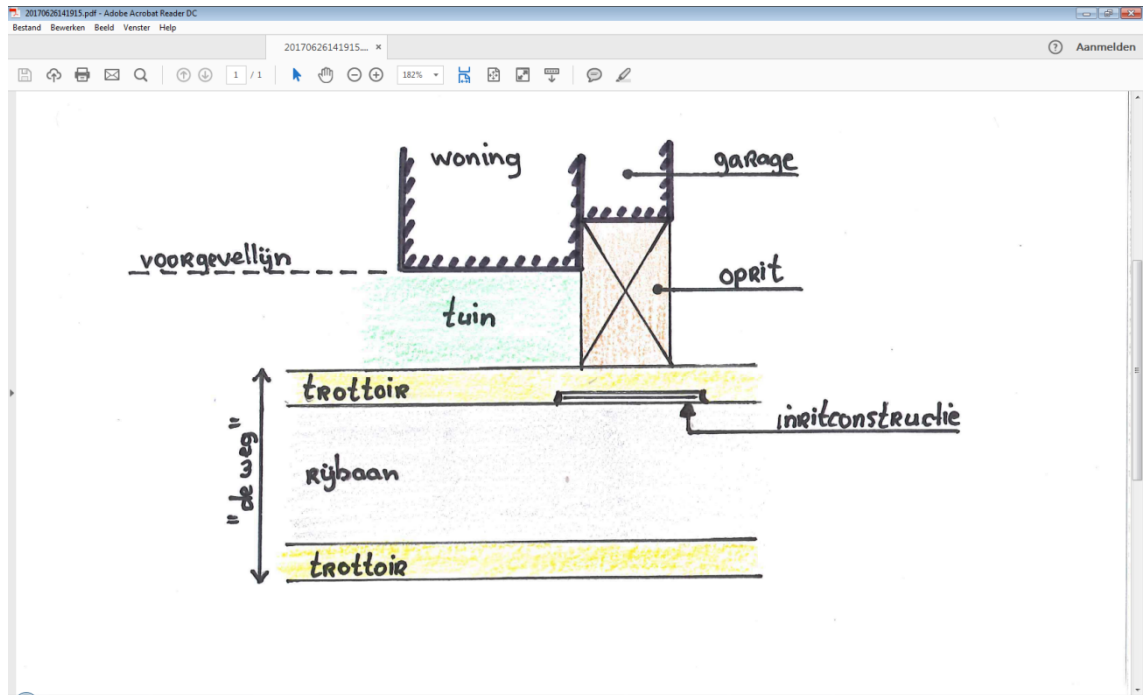 20170626141915.pdf - Adobe Acrobat Reader DC
Bestand Bewerken Beeld Venster Help
20170626141915.... ×
Aanmelden
1 / 1
182%
woning
garage
voorgevellijn
oprit
tuin
trottoir
inritconstructie
"de weg"
rijbaan
trottoir